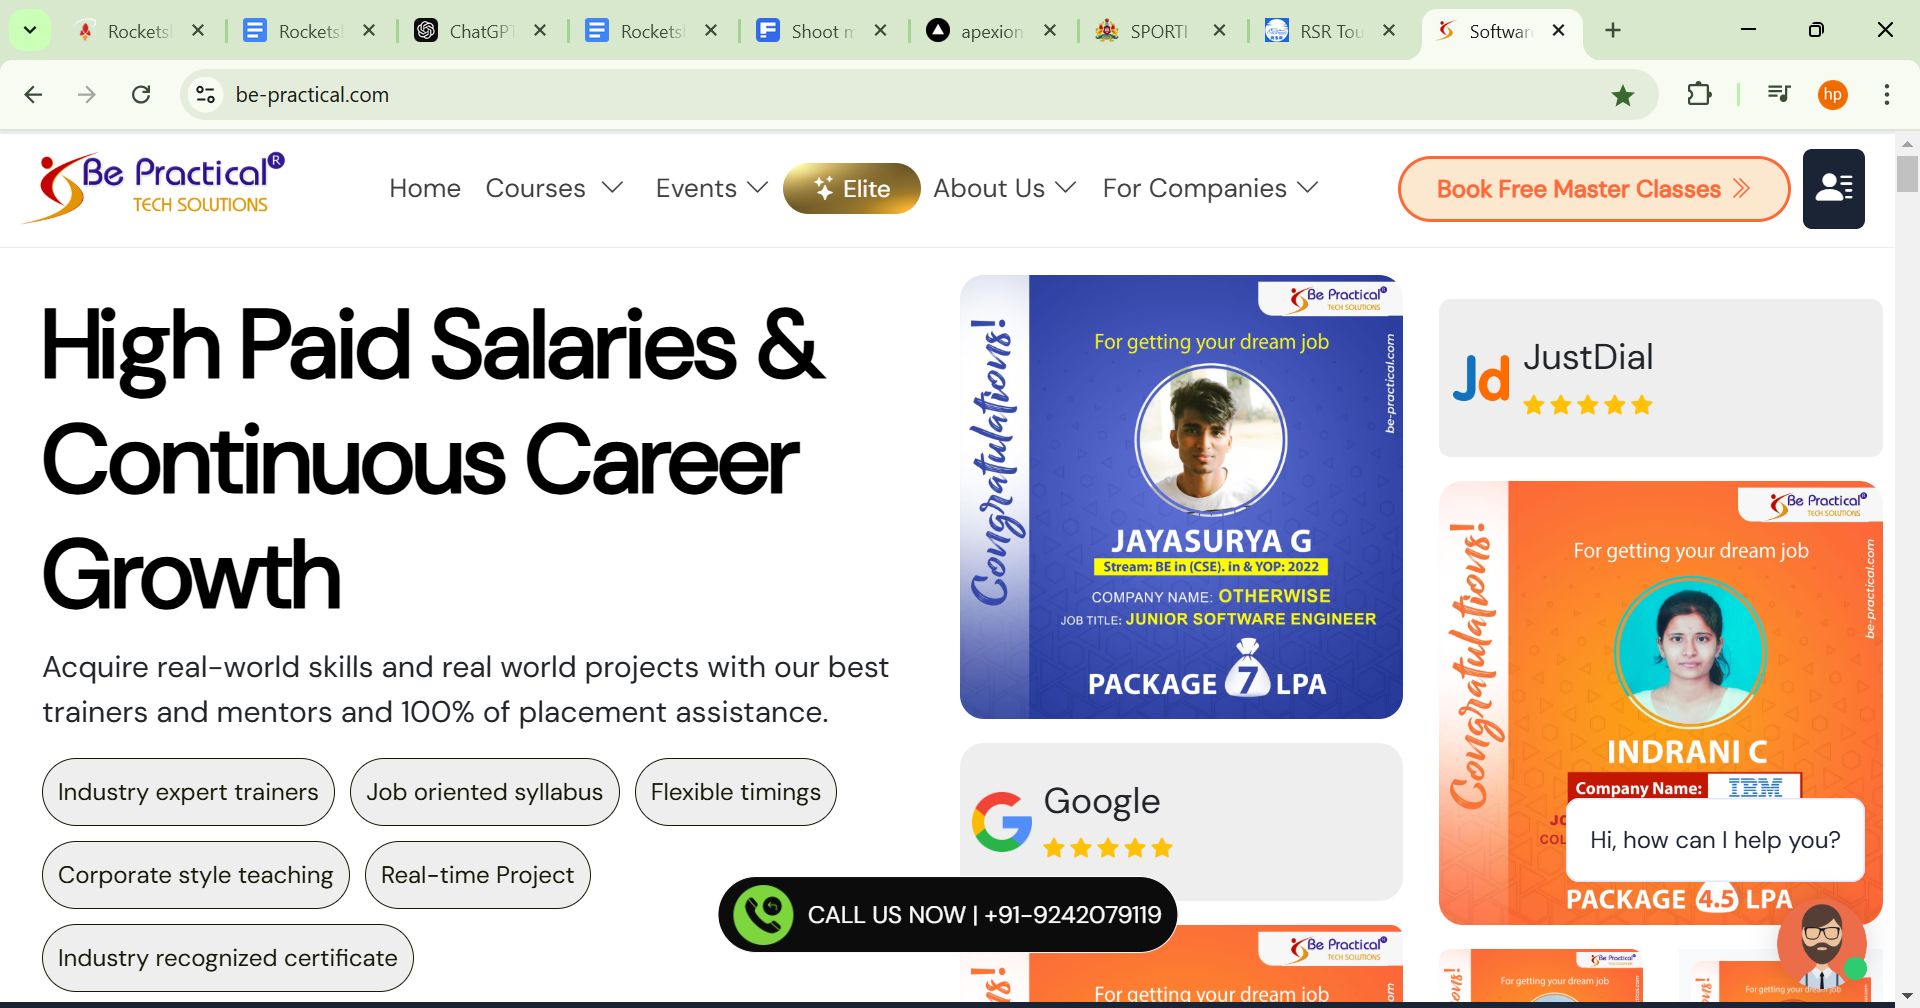 Rockets
Rockets
ChatGPT
Rockets
Shoot m
apexion
SPORTI
RSR Tou
Software
be-practical.com
hp
Be Practical®
TECH SOLUTIONS
Home
Courses
Events
Elite
About Us
For Companies
Book Free Master Classes
High Paid Salaries &
Continuous Career
Growth
Acquire real-world skills and real world projects with our best
trainers and mentors and 100% of placement assistance.
Industry expert trainers
Job oriented syllabus
Flexible timings
Corporate style teaching
Real-time Project
Industry recognized certificate
Be Practical®
TECH SOLUTIONS
Congratulations!
For getting your dream job
be-practical.com
JAYASURYA G
Stream: BE in (CSE). in & YOP: 2022
COMPANY NAME: OTHERWISE
JOB TITLE: JUNIOR SOFTWARE ENGINEER
PACKAGE 7 LPA
JustDial
Google
Be Practical®
TECH SOLUTIONS
Congratulations!
For getting your dream job
be-practical.com
INDRANI C
Company Name: IBM
JO
COL
PACKAGE 4.5 LPA
Hi, how can I help you?
CALL US NOW | +91-9242079119
Be Practical®
TECH SOLUTIONS
For getting your dream job
Be Practical®
For getting your dream job
For getting your dream job